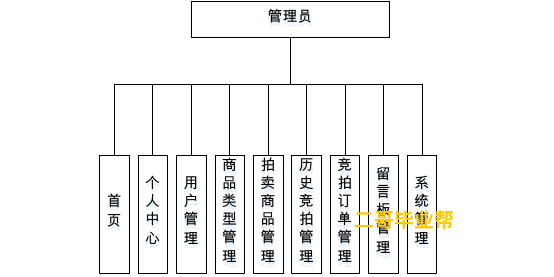 管理员
首页
个人中心
用户管理
商品类型管理
拍卖商品管理
历史竞拍管理
竞拍订单管理
留言板管理
系统管理
二哥毕业帮